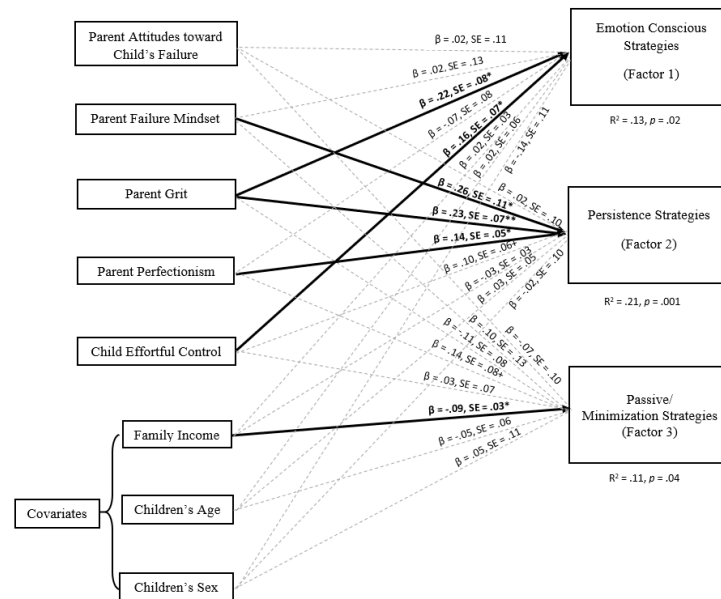 Parent Attitudes toward
Child's Failure
Parent Failure Mindset
Parent Grit
Parent Perfectionism
Child Effortful Control
Family Income
Children's Age
Children's Sex
Covariates
β = .02, SE = .11
β = .02, SE = .13
β = .22, SE = .08*
β = -.07, SE = .08
β = .16, SE = .07*
β = .02, SE = .03
β = .02, SE = .06
β = -.14, SE = .11
β = -.02, SE = .10
β = .26, SE = .11*
β = .23, SE = .07**
β = .14, SE = .05*
β = .10, SE = .06+
β = -.03, SE = .03
β = .03, SE = .05
β = -.02, SE = .10
β = -.07, SE = .10
β = .10, SE = .13
β = -.11, SE = .08
β = .14, SE = .08+
β = .03, SE = .07
β = -.09, SE = .03*
β = -.05, SE = .06
β = .05, SE = .11
Emotion Conscious
Strategies
(Factor 1)
R² = .13, p = .02
Persistence Strategies
(Factor 2)
R² = .21, p = .001
Passive/
Minimization Strategies
(Factor 3)
R² = .11, p = .04